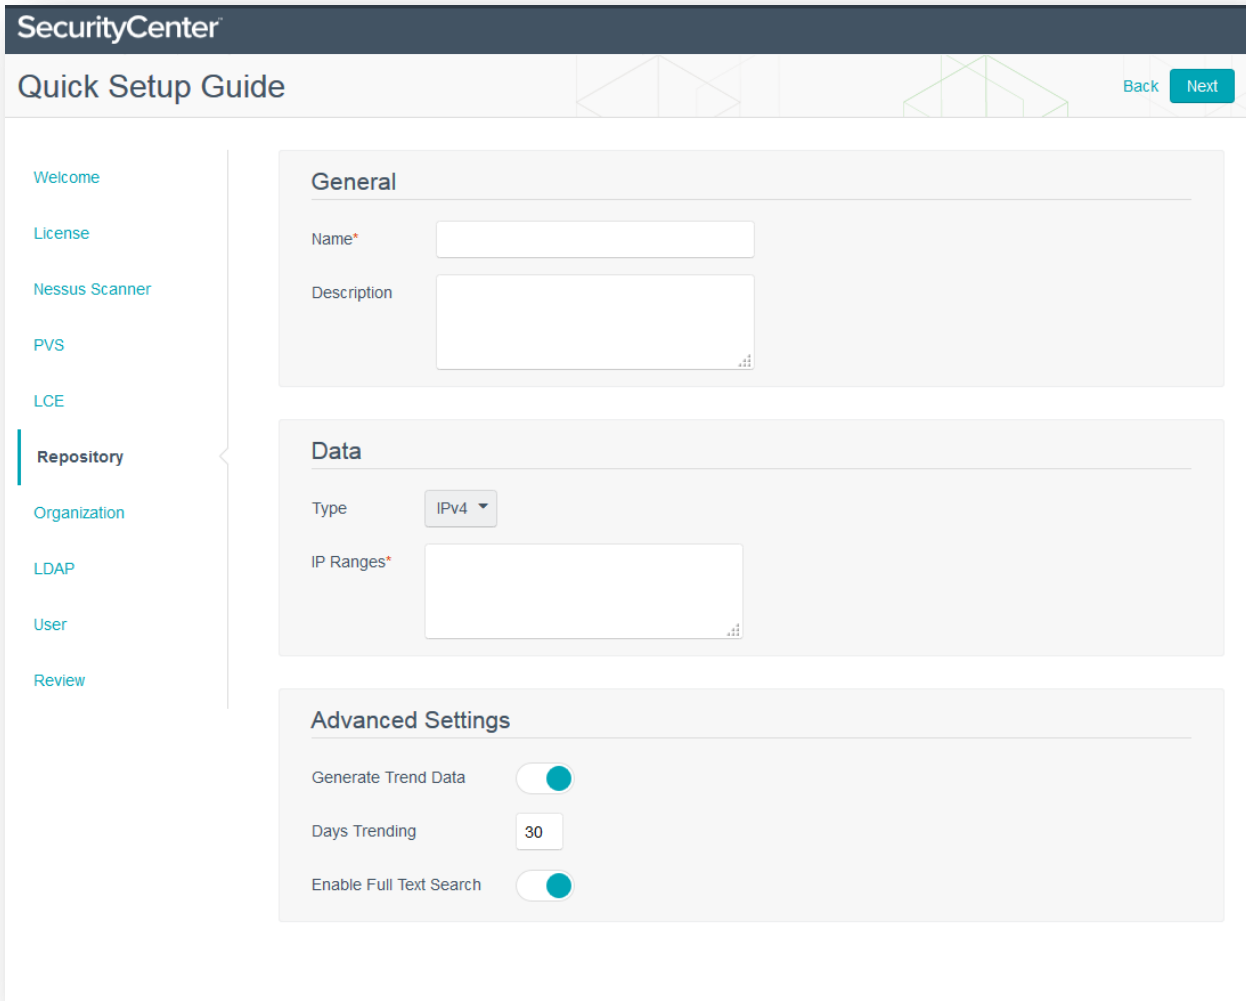 SecurityCenter™
Quick Setup Guide
Back Next
Welcome
License
Nessus Scanner
PVS
LCE
Repository
Organization
LDAP
User
Review
General
Name*
Description
Data
Type IPv4
IP Ranges*
Advanced Settings
Generate Trend Data
Days Trending 30
Enable Full Text Search